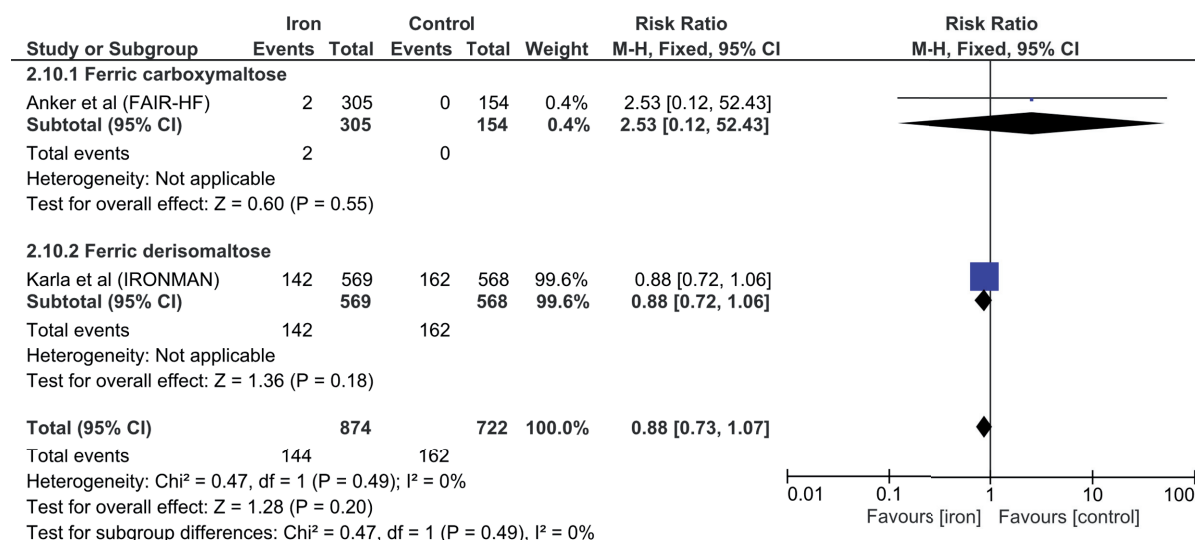 Iron Control Risk Ratio Risk Ratio
Study or Subgroup Events Total Events Total Weight M-H, Fixed, 95% CI M-H, Fixed, 95% CI
2.10.1 Ferric carboxymaltose
Anker et al (FAIR-HF) 2 305 0 154 0.4% 2.53 [0.12, 52.43]
Subtotal (95% CI) 305 154 0.4% 2.53 [0.12, 52.43]
Total events 2 0
Heterogeneity: Not applicable
Test for overall effect: Z = 0.60 (P = 0.55)
2.10.2 Ferric derisomaltose
Karla et al (IRONMAN) 142 569 162 568 99.6% 0.88 [0.72, 1.06]
Subtotal (95% CI) 569 568 99.6% 0.88 [0.72, 1.06]
Total events 142 162
Heterogeneity: Not applicable
Test for overall effect: Z = 1.36 (P = 0.18)
Total (95% CI) 874 722 100.0% 0.88 [0.73, 1.07]
Total events 144 162
Heterogeneity: Chi² = 0.47, df = 1 (P = 0.49); I² = 0%
Test for overall effect: Z = 1.28 (P = 0.20)
Test for subgroup differences: Chi² = 0.47, df = 1 (P = 0.49), I² = 0%
0.01 0.1 1 10 100
Favours [iron] Favours [control]